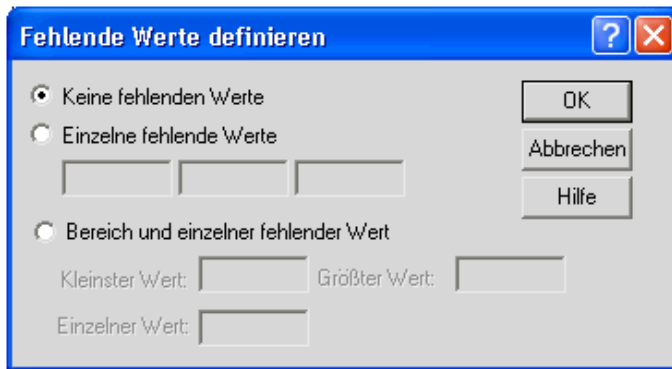 Fehlende Werte definieren
Keine fehlenden Werte
OK
Einzelne fehlende Werte
Abbrechen
Hilfe
Bereich und einzelner fehlender Wert
Kleinster Wert: Größter Wert:
Einzelner Wert: